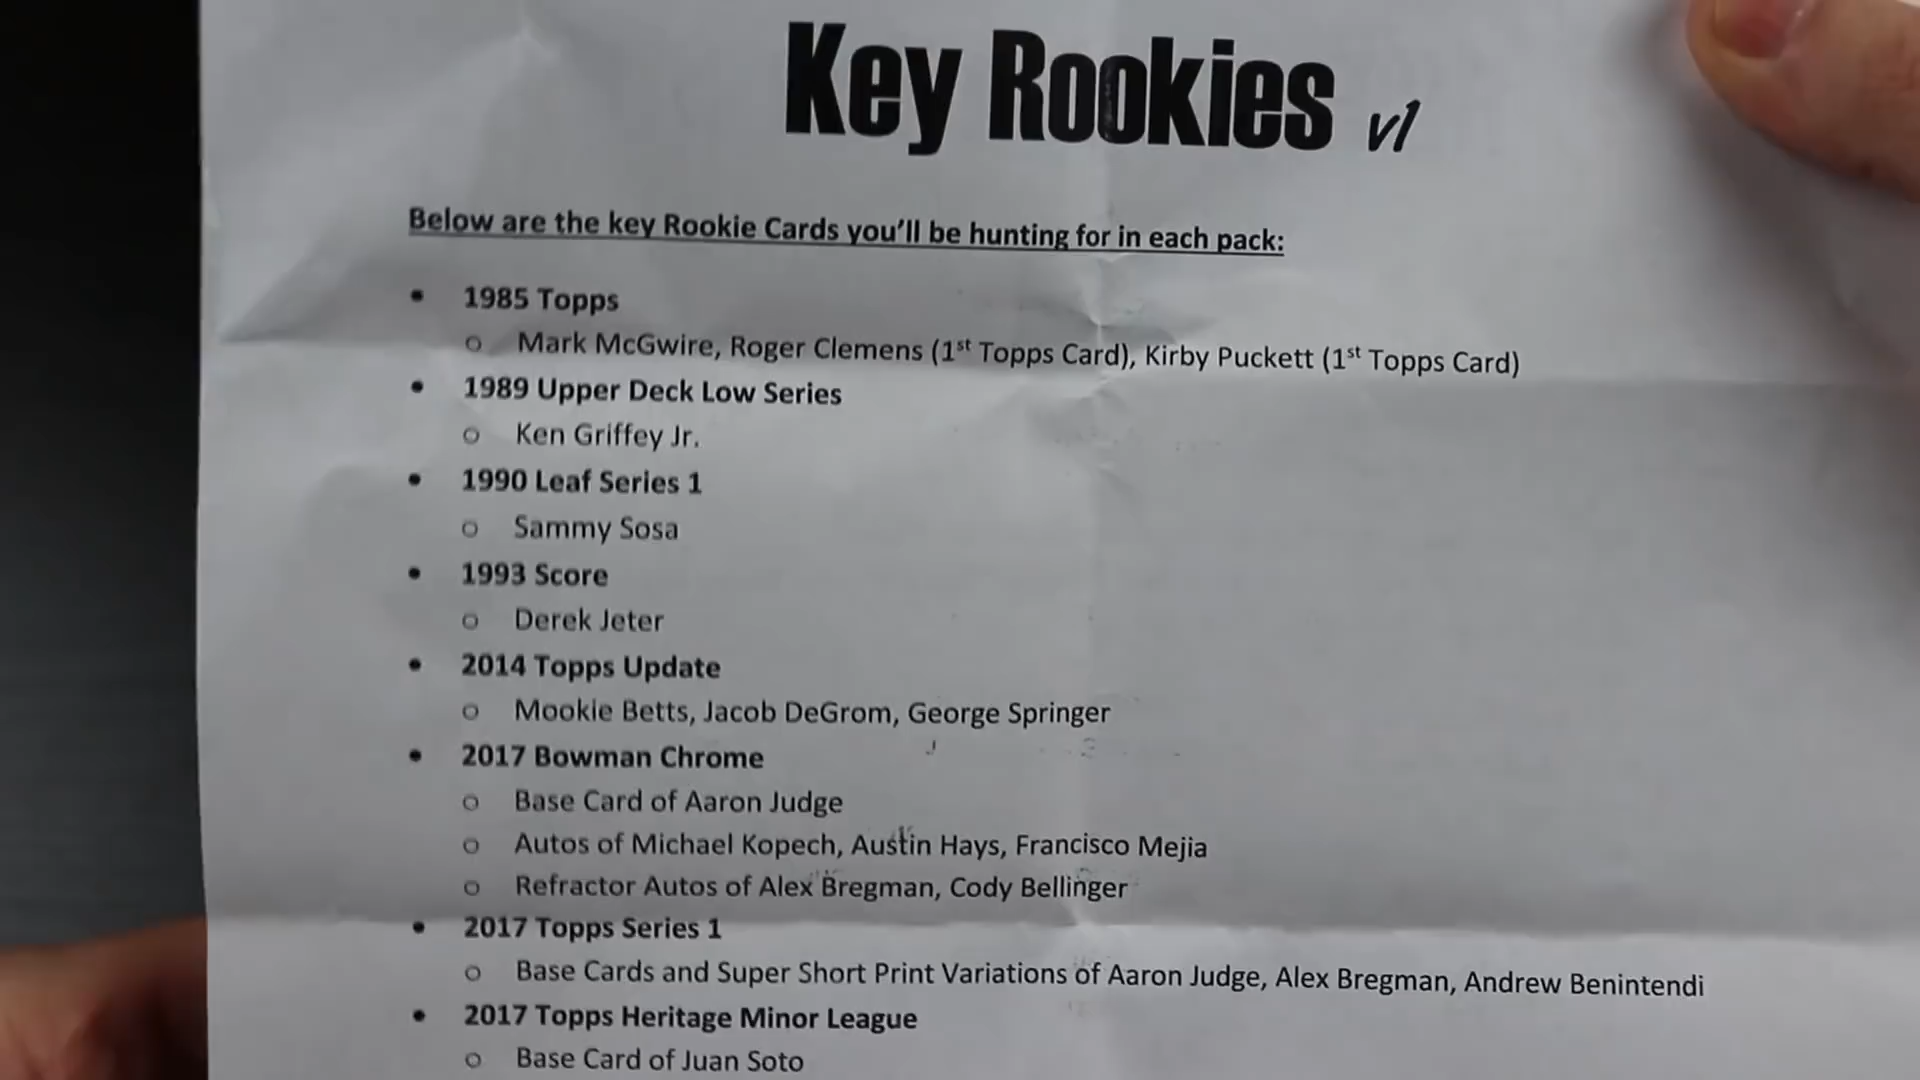 Key Rookies v1
Below are the key Rookie Cards you'll be hunting for in each pack:
• 1985 Topps
o Mark McGwire, Roger Clemens (1st Topps Card), Kirby Puckett (1st Topps Card)
• 1989 Upper Deck Low Series
o Ken Griffey Jr.
• 1990 Leaf Series 1
o Sammy Sosa
• 1993 Score
o Derek Jeter
• 2014 Topps Update
o Mookie Betts, Jacob DeGrom, George Springer
• 2017 Bowman Chrome
o Base Card of Aaron Judge
o Autos of Michael Kopech, Austin Hays, Francisco Mejia
o Refractor Autos of Alex Bregman, Cody Bellinger
• 2017 Topps Series 1
o Base Cards and Super Short Print Variations of Aaron Judge, Alex Bregman, Andrew Benintendi
• 2017 Topps Heritage Minor League
o Base Card of Juan Soto